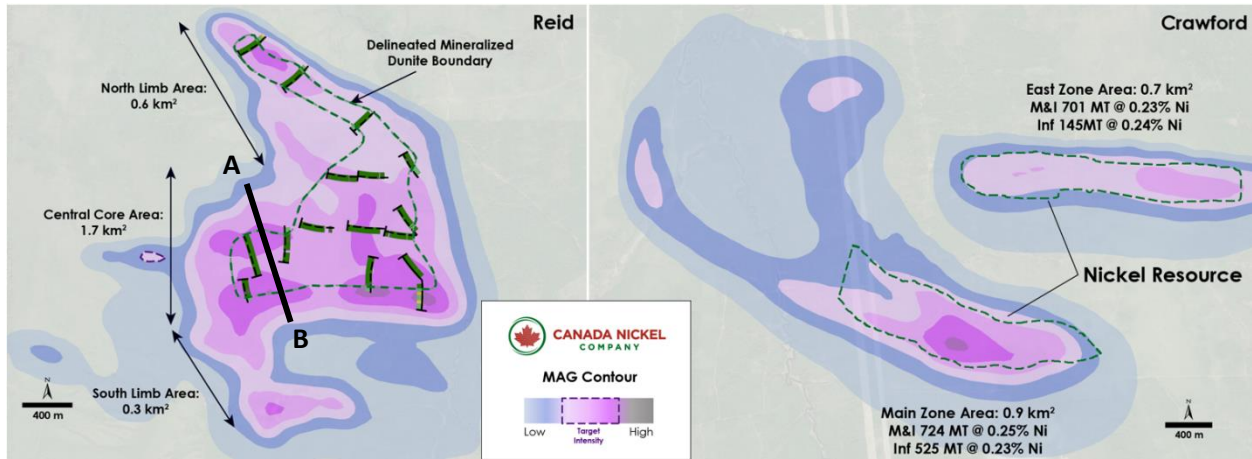 Reid
Delineated Mineralized
Dunite Boundary
North Limb Area:
0.6 km²
A
Central Core Area:
1.7 km²
B
South Limb Area:
0.3 km²
N
400 m
CANADA NICKEL
COMPANY
MAG Contour
Low
Target
Intensity
High
Crawford
East Zone Area: 0.7 km²
M&I 701 MT @ 0.23% Ni
Inf 145MT @ 0.24% Ni
Nickel Resource
Main Zone Area: 0.9 km²
M&I 724 MT @ 0.25% Ni
Inf 525 MT @ 0.23% Ni
N
400 m